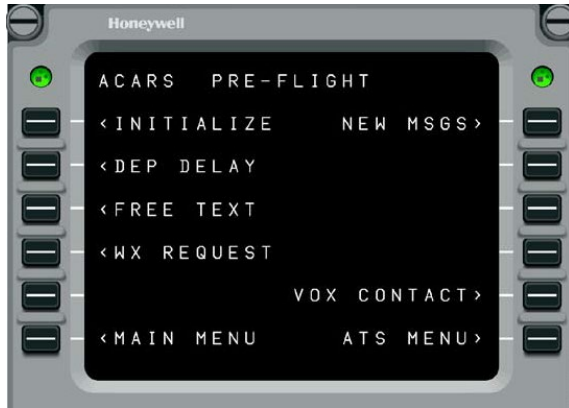 Honeywell
ACARS PRE-FLIGHT
<INITIALIZE NEW MSGS>
<DEP DELAY
<FREE TEXT
<WX REQUEST
VOX CONTACT>
<MAIN MENU ATS MENU>